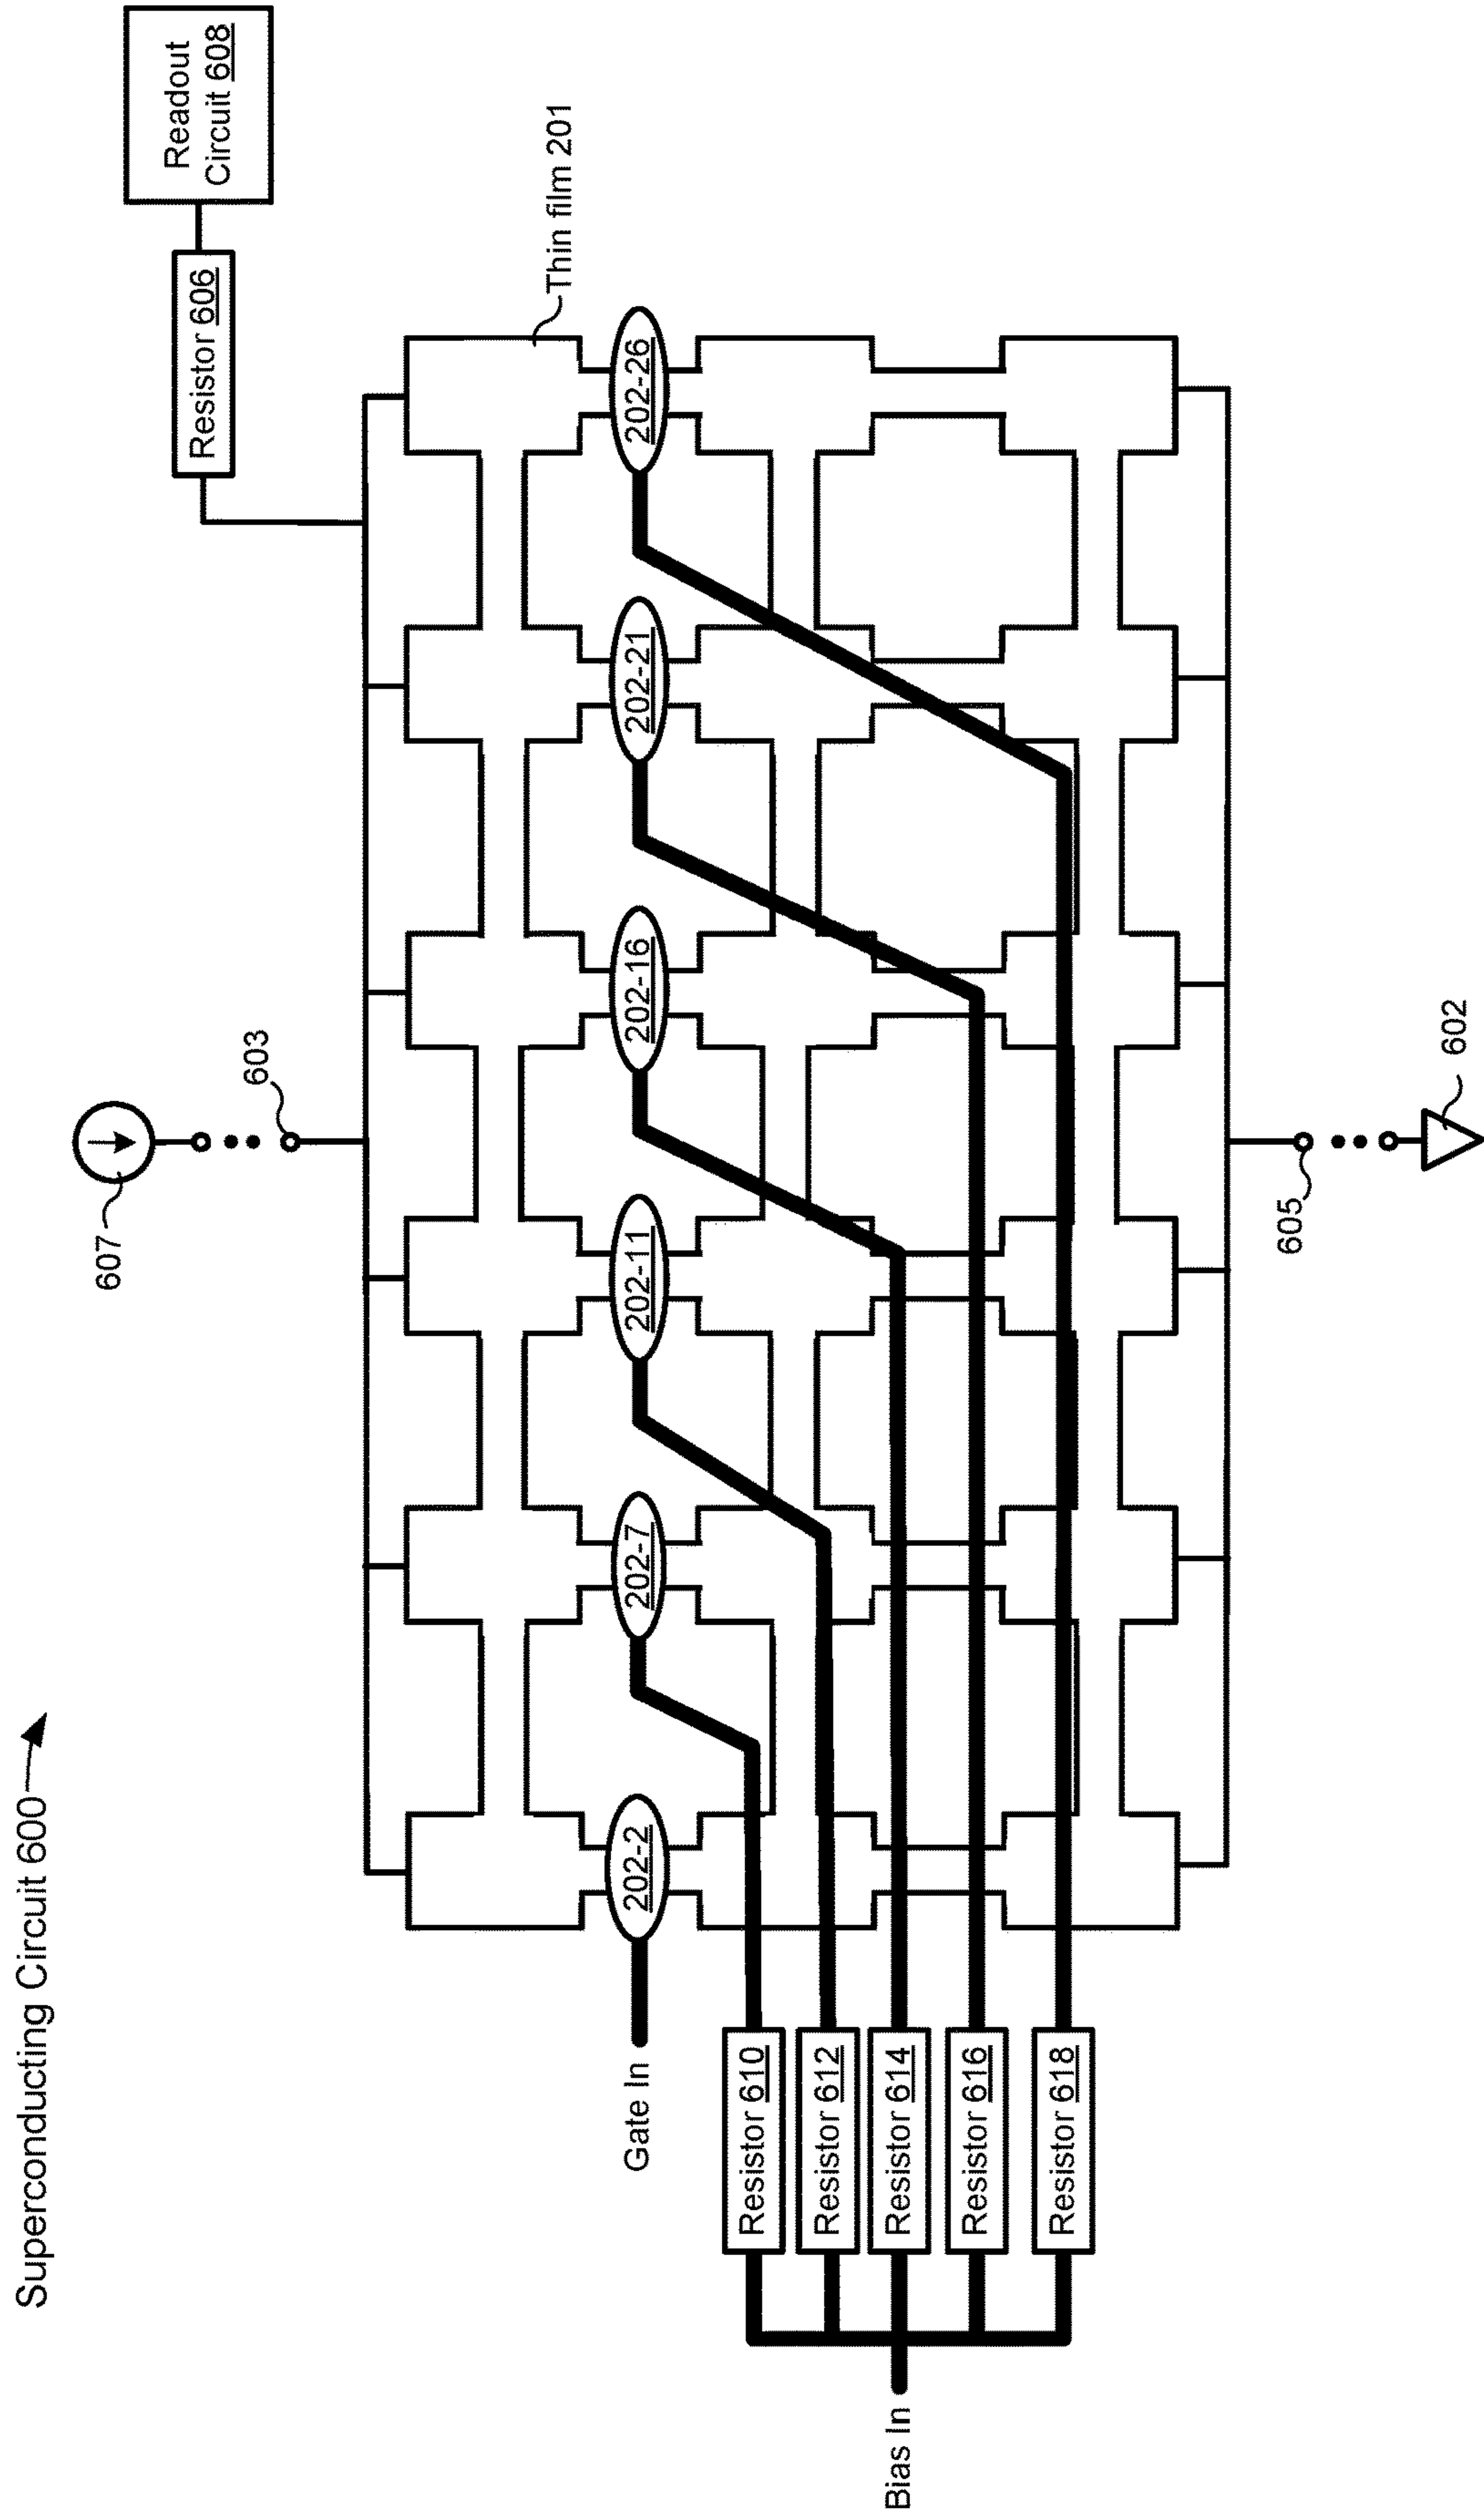 Superconducting Circuit 600
607
603
Resistor 606
Readout
Circuit 608
Thin film 201
Gate In
202-2
202-7
202-11
202-16
202-21
202-26
Resistor 610
Resistor 612
Resistor 614
Resistor 616
Resistor 618
Bias In
605
602